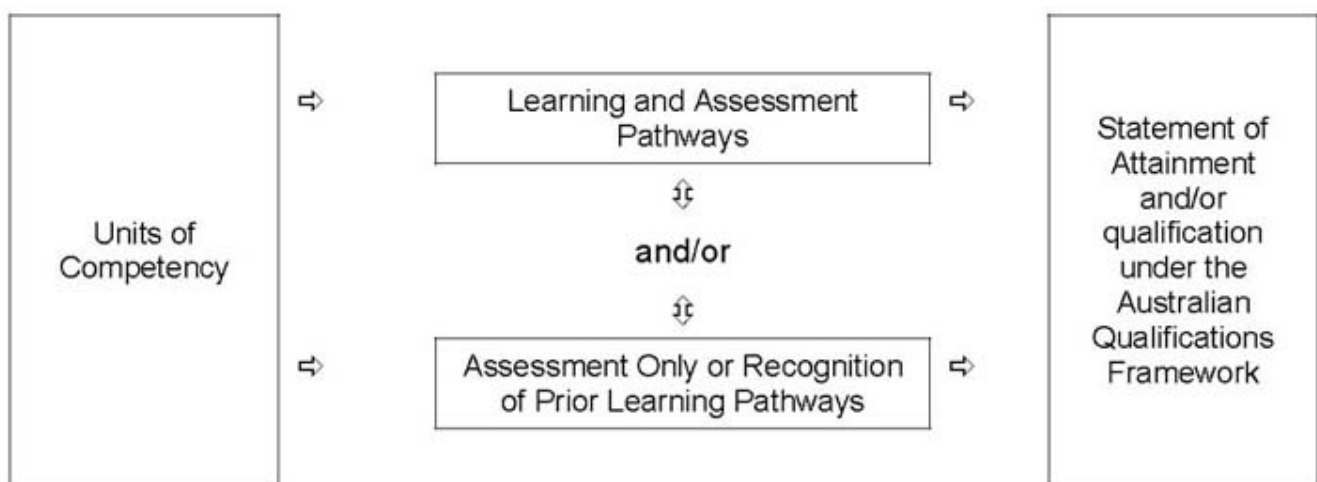 Units of
Competency
Learning and Assessment
Pathways
and/or
Assessment Only or Recognition
of Prior Learning Pathways
Statement of
Attainment
and/or
qualification
under the
Australian
Qualifications
Framework